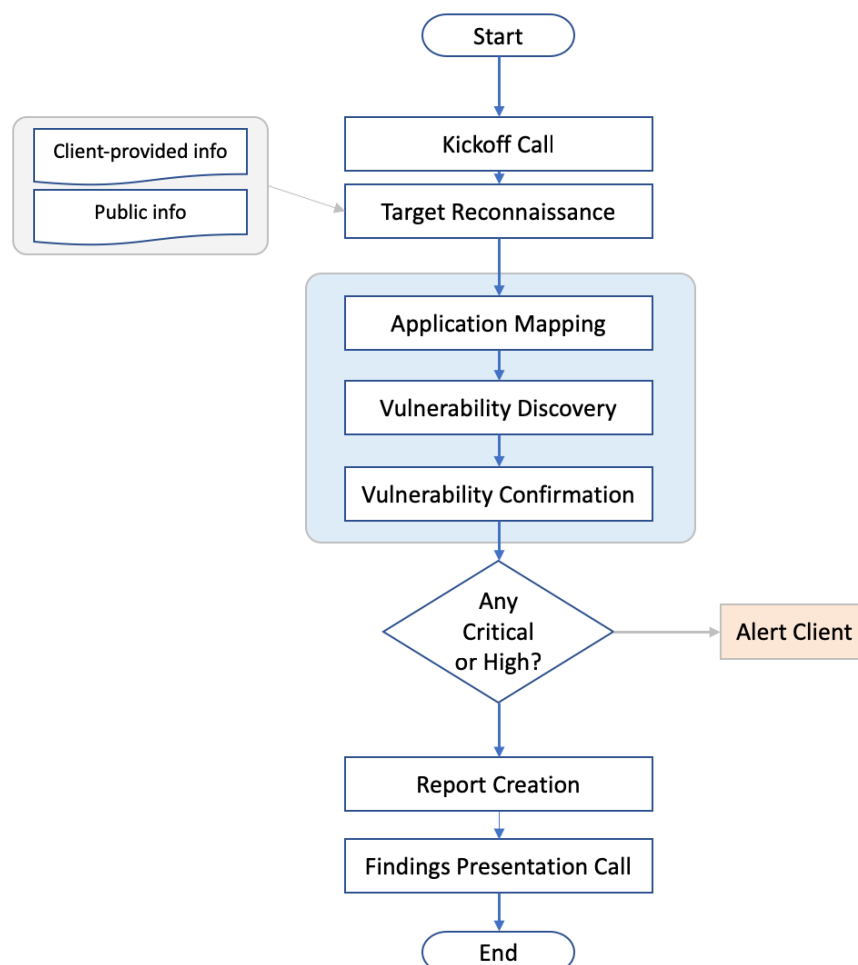 Start
Kickoff Call
Client-provided info
Public info
Target Reconnaissance
Application Mapping
Vulnerability Discovery
Vulnerability Confirmation
Any
Critical
or High?
Alert Client
Report Creation
Findings Presentation Call
End